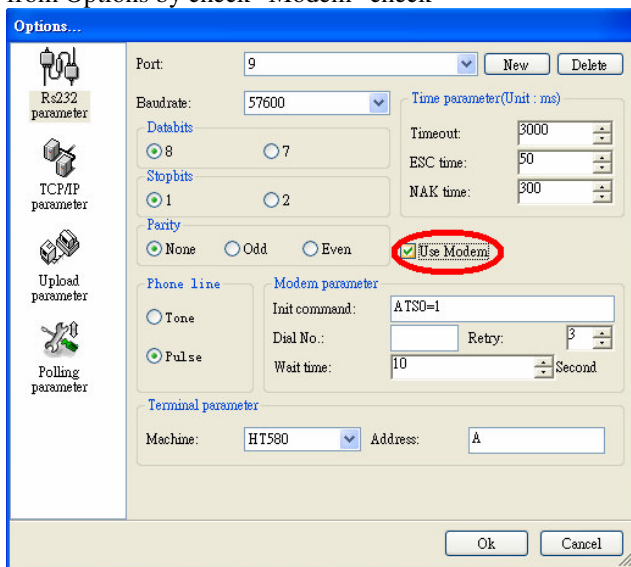 from Options by check "Modem" check
Options...
Rs232
parameter
TCP/IP
parameter
Upload
parameter
Polling
parameter
Port: 9 New Delete
Baudrate: 57600
Databits
8 7
Stopbits
1 2
Parity
None Odd Even
Time parameter(Unit : ms)
Timeout: 3000
ESC time: 50
NAK time: 300
Use Modem
Phone line
Tone
Pulse
Modem parameter
Init command: ATS0=1
Dial No.: Retry: 3
Wait time: 10 Second
Terminal parameter
Machine: HT580 Address: A
Ok Cancel